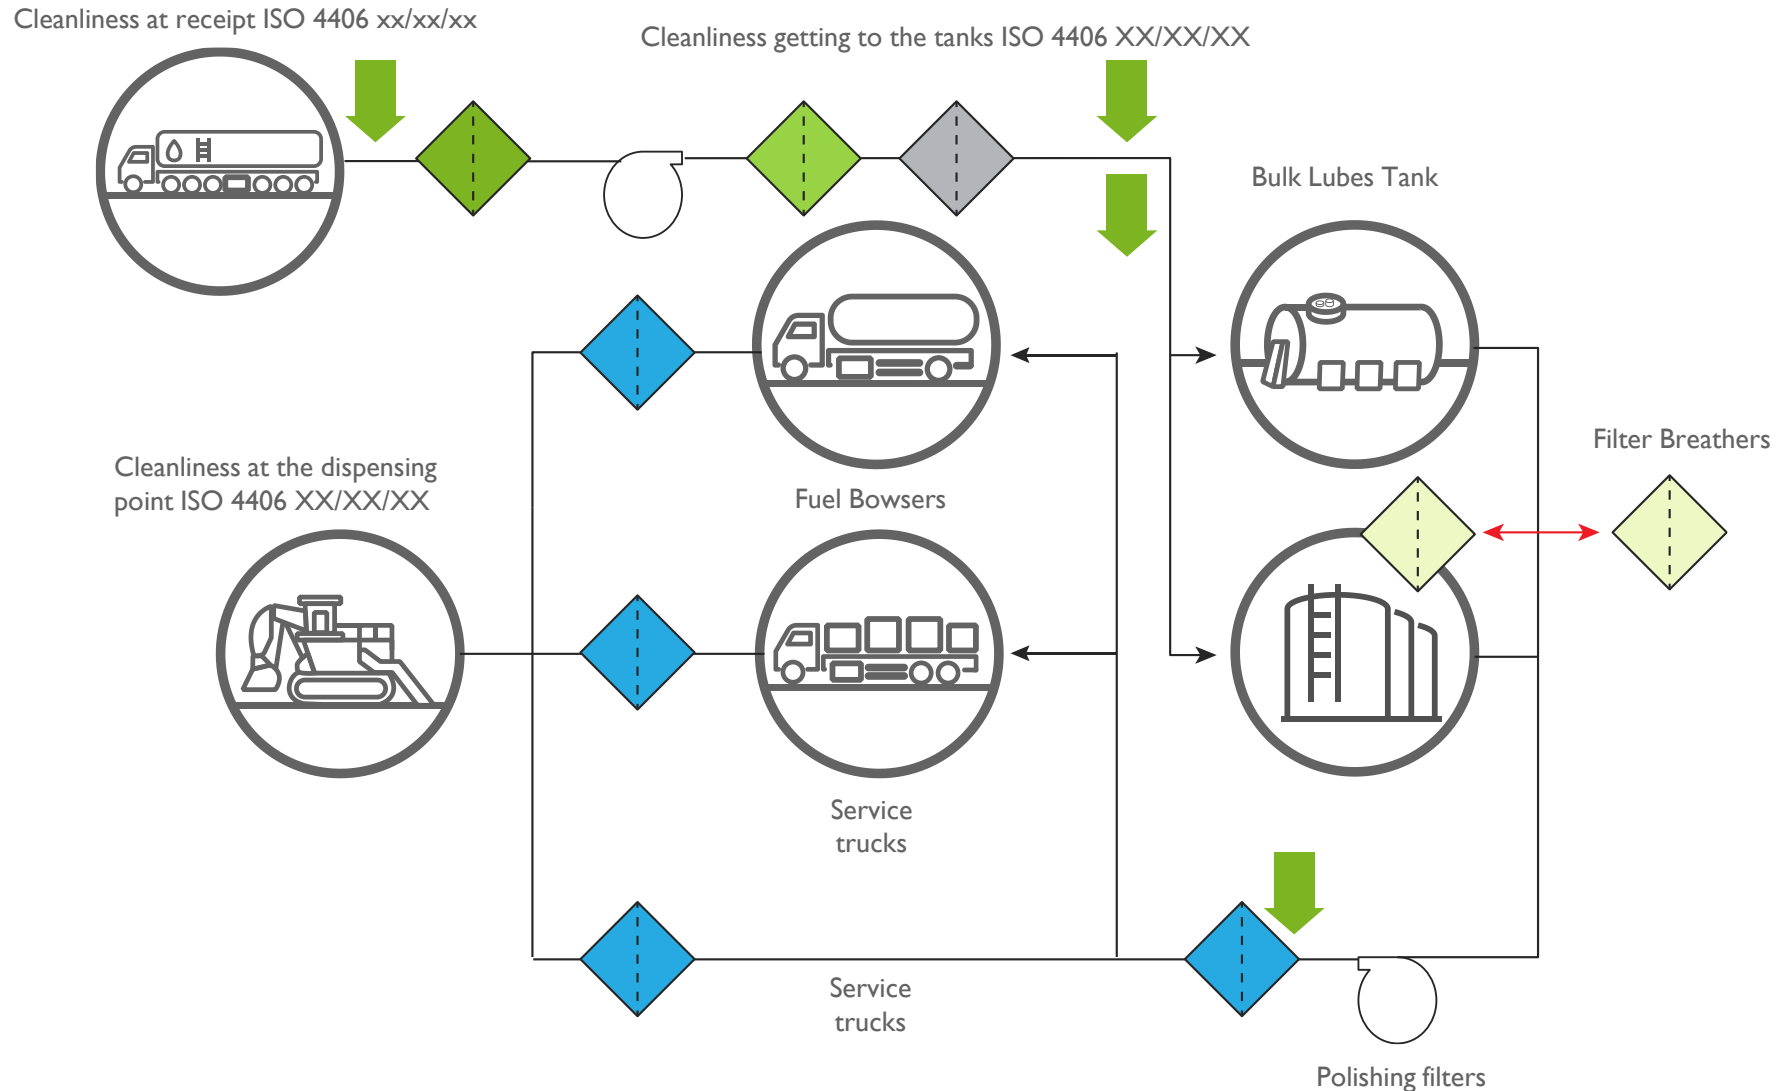 Cleanliness at receipt ISO 4406 xx/xx/xx
Cleanliness getting to the tanks ISO 4406 XX/XX/XX
Bulk Lubes Tank
Filter Breathers
Cleanliness at the dispensing
point ISO 4406 XX/XX/XX
Fuel Bowsers
Service
trucks
Service
trucks
Polishing filters